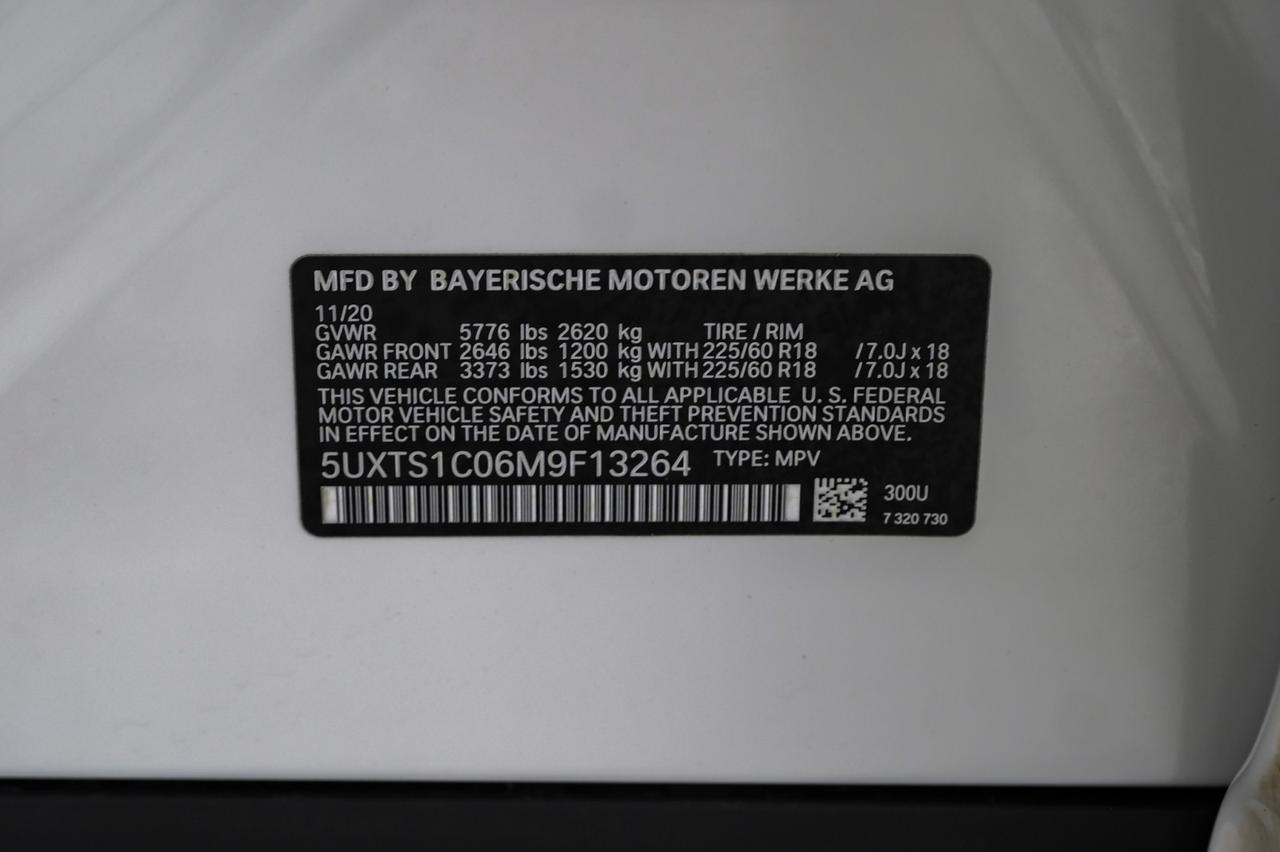 MFD BY BAYERISCHE MOTOREN WERKE AG
11/20
GVWR 5776 lbs 2620 kg TIRE / RIM
GAWR FRONT 2646 lbs 1200 kg WITH 225/60 R18 /7.0J x 18
GAWR REAR 3373 lbs 1530 kg WITH 225/60 R18 /7.0J x 18
THIS VEHICLE CONFORMS TO ALL APPLICABLE U. S. FEDERAL
MOTOR VEHICLE SAFETY AND THEFT PREVENTION STANDARDS
IN EFFECT ON THE DATE OF MANUFACTURE SHOWN ABOVE.
5UXTS1C06M9F13264 TYPE: MPV
300U
7 320 730